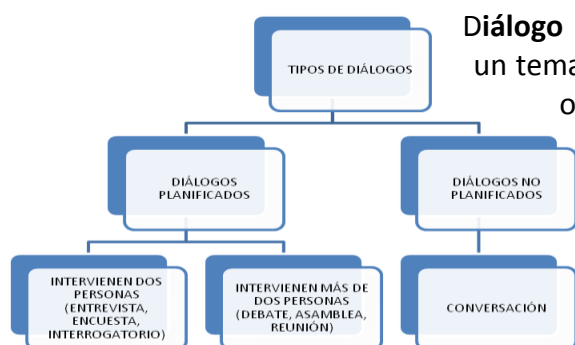 Diálogo
un tema
o
TIPOS DE DIÁLOGOS
DIÁLOGOS
PLANIFICADOS
DIÁLOGOS NO
PLANIFICADOS
INTERVIENEN DOS
PERSONAS
(ENTREVISTA,
ENCUESTA,
INTERROGATORIO)
INTERVIENEN MÁS DE
DOS PERSONAS
(DEBATE, ASAMBLEA,
REUNIÓN)
CONVERSACIÓN